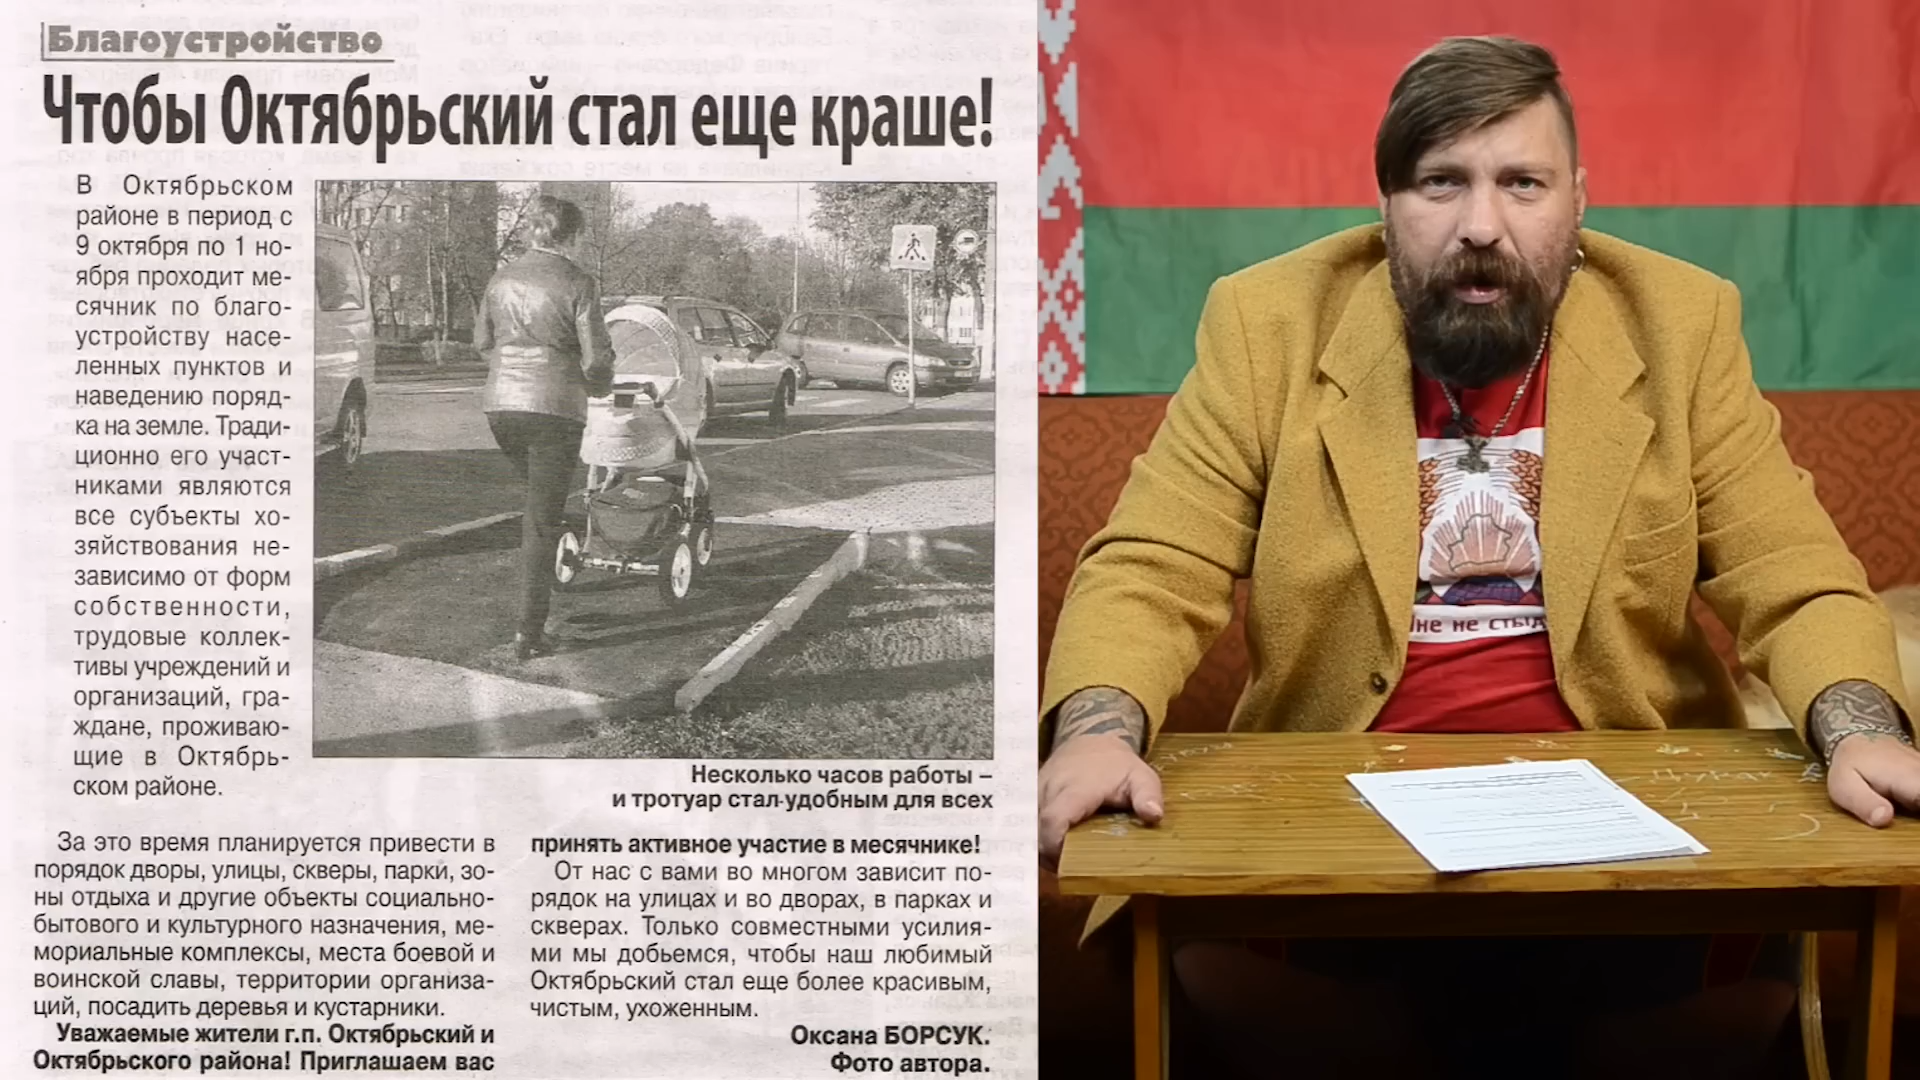 Благоустройство
Чтобы Октябрьский стал еще краше!
В Октябрьском
районе в период с
9 октября по 1 но-
ября проходит ме-
сячник по благо-
устройству насе-
ленных пунктов и
наведению поряд-
ка на земле. Тради-
ционно его участ-
никами являются
все субъекты хо-
зяйствования не-
зависимо от форм
собственности,
трудовые коллек-
тивы учреждений и
организаций, гра-
ждане, проживаю-
щие в Октябрь-
ском районе.
Несколько часов работы –
и тротуар стал удобным для всех
За это время планируется привести в
порядок дворы, улицы, скверы, парки, зо-
ны отдыха и другие объекты социально-
бытового и культурного назначения, ме-
мориальные комплексы, места боевой и
воинской славы, территории организа-
ций, посадить деревья и кустарники.
Уважаемые жители г.п. Октябрьский и
Октябрьского района! Приглашаем вас
принять активное участие в месячнике!
От нас с вами во многом зависит по-
рядок на улицах и во дворах, в парках и
скверах. Только совместными усилия-
ми мы добьемся, чтобы наш любимый
Октябрьский стал еще более красивым,
чистым, ухоженным.
Оксана БОРСУК.
Фото автора.
не не стыд